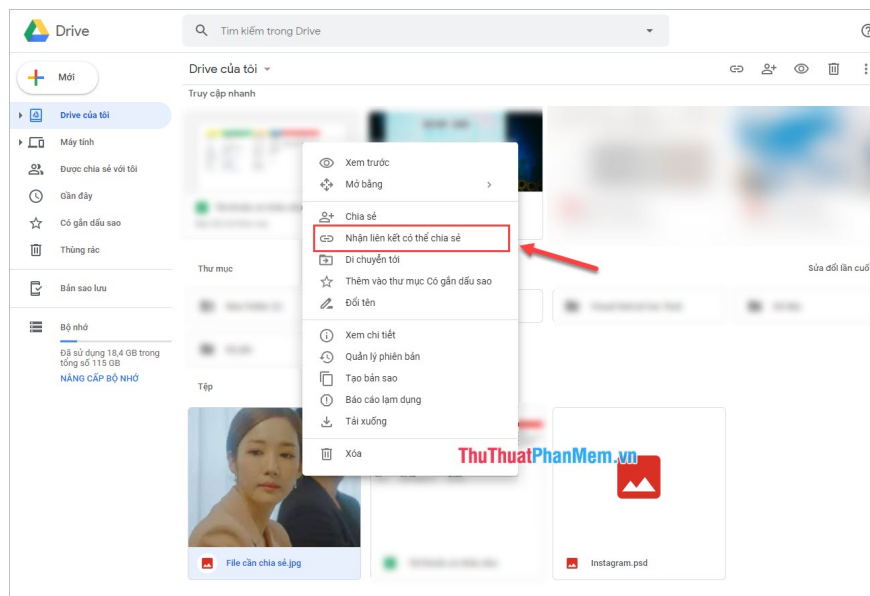 Drive
Tìm kiếm trong Drive
Mới
Drive của tôi
Truy cập nhanh
Drive của tôi
Máy tính
Được chia sẻ với tôi
Gần đây
Có gắn dấu sao
Thùng rác
Bản sao lưu
Bộ nhớ
Đã sử dụng 18,4 GB trong
tổng số 115 GB
NÂNG CẤP BỘ NHỚ
Xem trước
Mở bằng
Chia sẻ
Nhận liên kết có thể chia sẻ
Di chuyển tới
Thêm vào thư mục Có gắn dấu sao
Đổi tên
Xem chi tiết
Quản lý phiên bản
Tạo bản sao
Báo cáo lạm dụng
Tải xuống
Xóa
Thư mục
Sửa đổi lần cuố
Tệp
ThuThuatPhanMem.vn
File cần chia sẻ.jpg
Instagram.psd